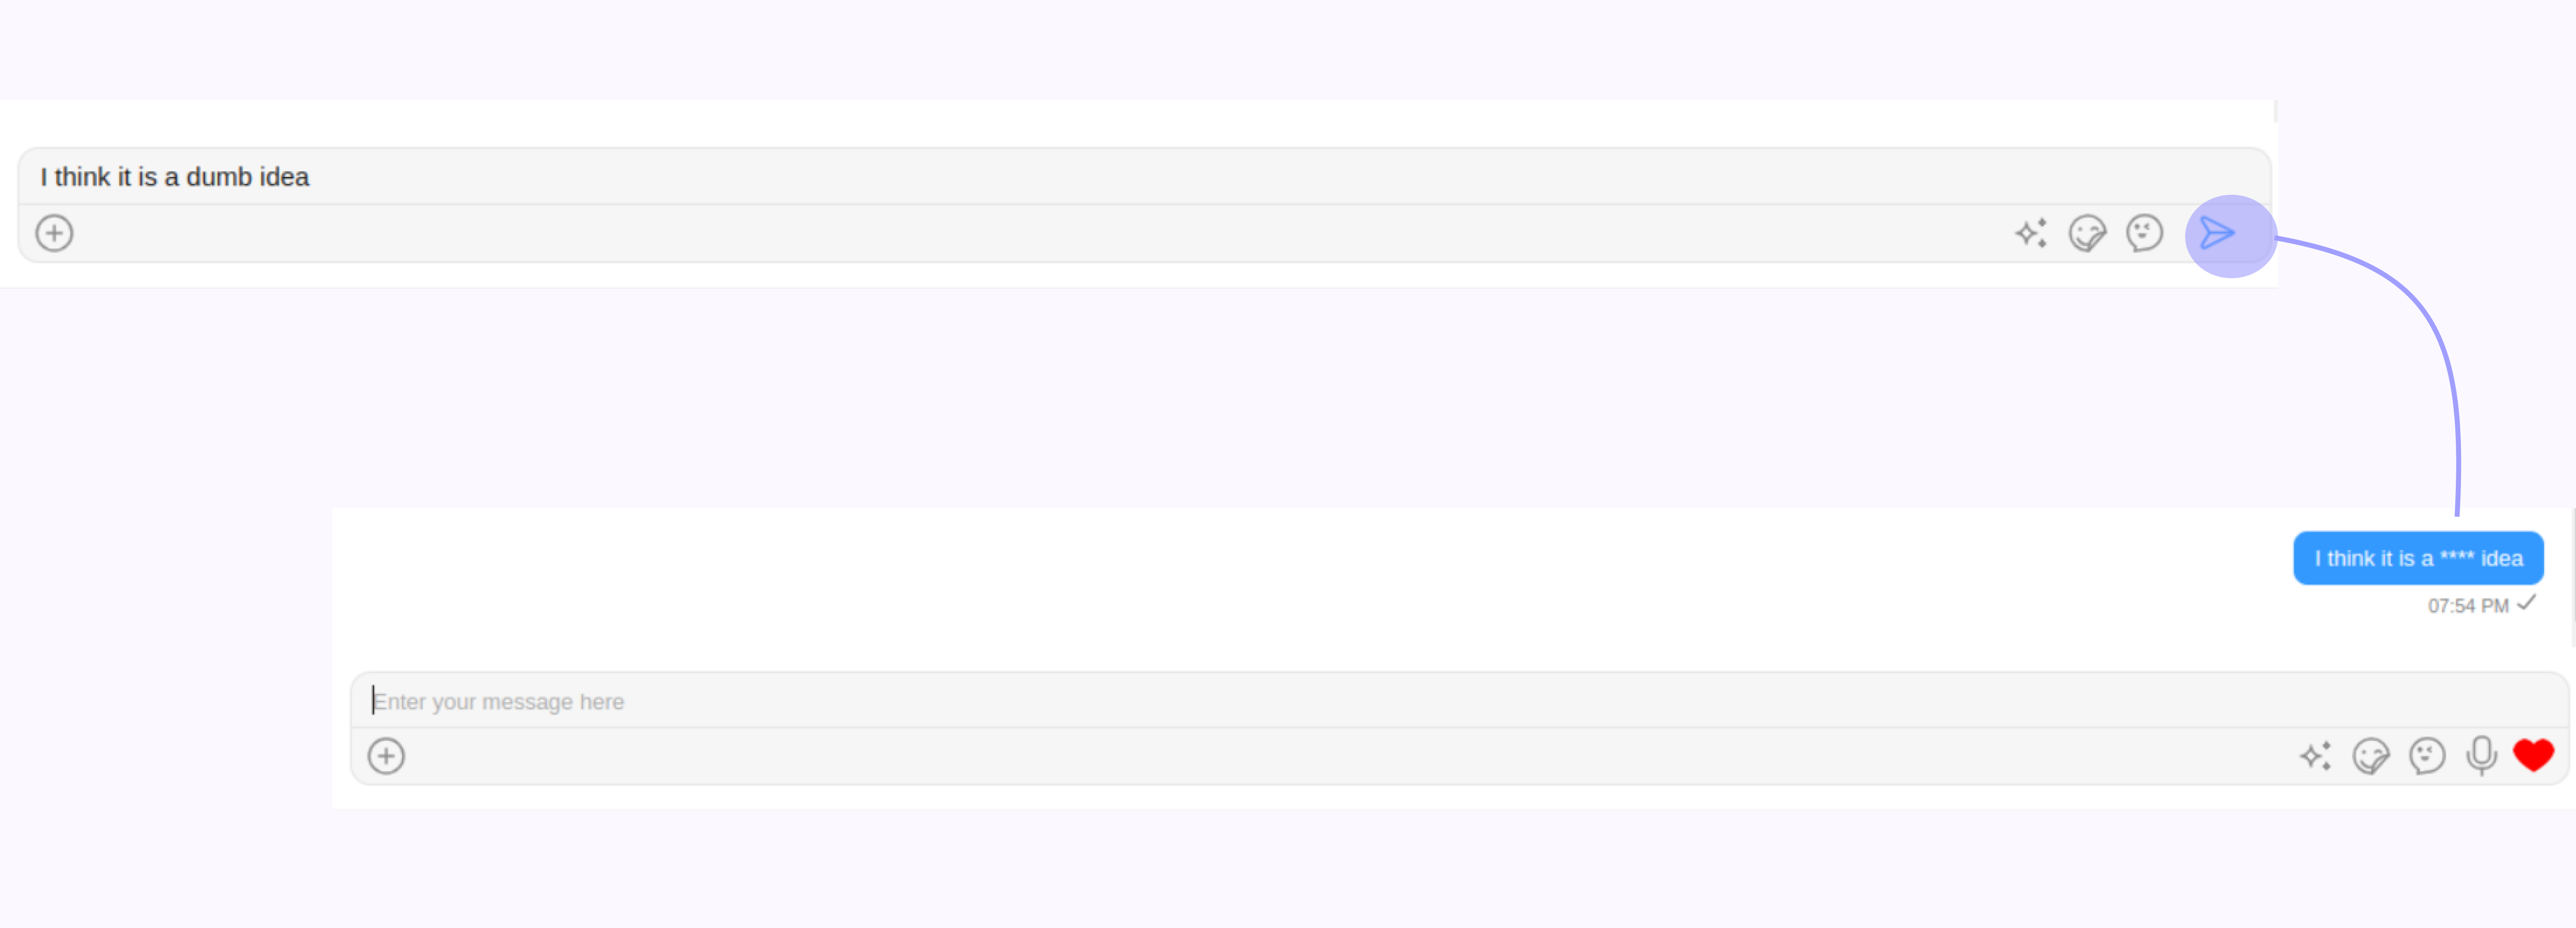 I think it is a dumb idea
I think it is a **** idea
07:54 PM
Enter your message here